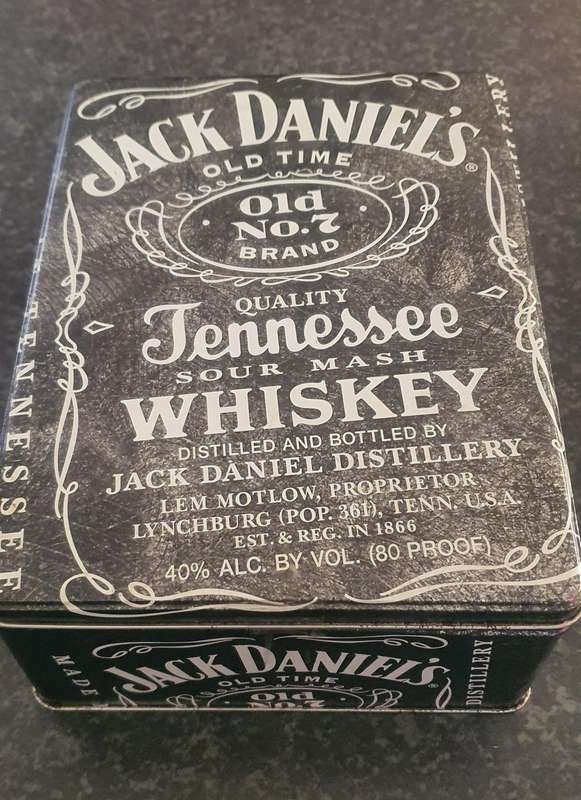 JACK DANIEL'S®
OLD TIME
Old
No.7
BRAND
QUALITY
Tennessee
SOUR MASH
WHISKEY
DISTILLED AND BOTTLED BY
JACK DANIEL DISTILLERY
LEM MOTLOW, PROPRIETOR
LYNCHBURG (POP. 361), TENN. U.S.A.
EST. & REG. IN 1866
40% ALC. BY VOL. (80 PROOF)
TENNESSEE
MADE
JACK DANIEL'S®
OLD TIME
Old
No.7
DISTILLERY